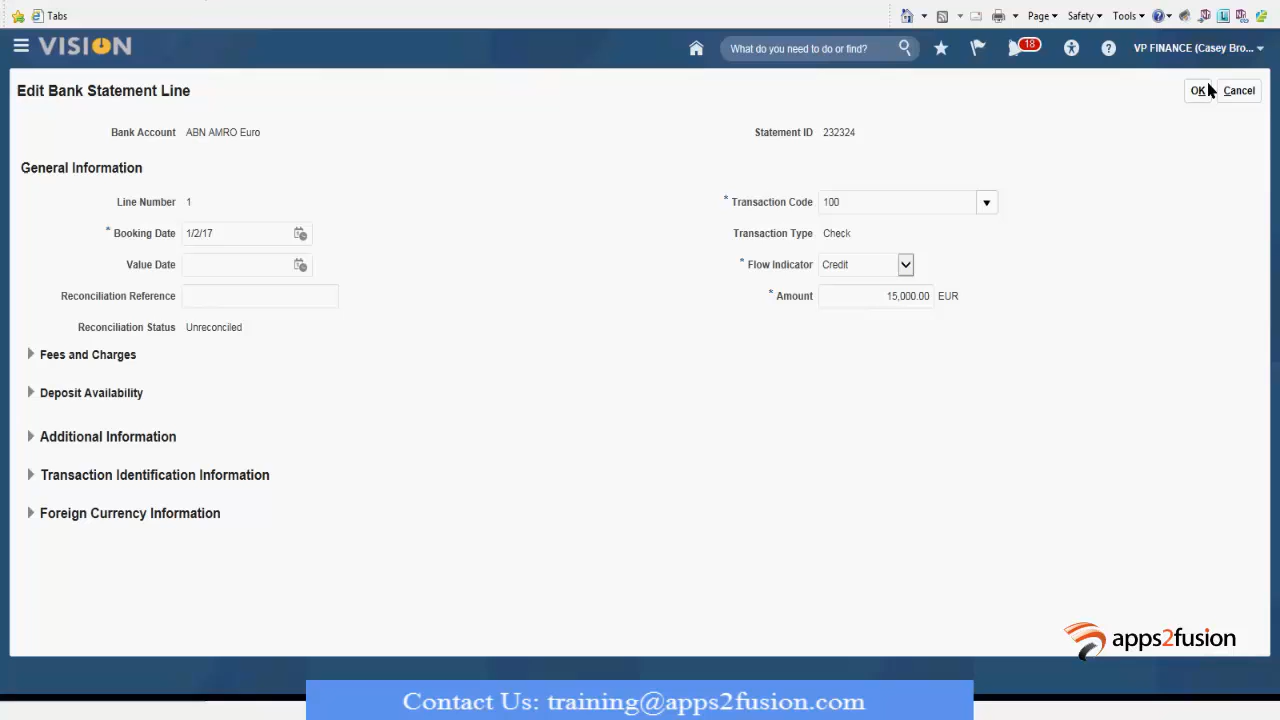 Tabs
Page Safety Tools
VISION What do you need to do or find? 18 VP FINANCE (Casey Bro...
Edit Bank Statement Line OK Cancel
Bank Account ABN AMRO Euro Statement ID 232324
General Information
Line Number 1 * Transaction Code 100
* Booking Date 1/2/17 Transaction Type Check
Value Date * Flow Indicator Credit
Reconciliation Reference * Amount 15,000.00 EUR
Reconciliation Status Unreconciled
Fees and Charges
Deposit Availability
Additional Information
Transaction Identification Information
Foreign Currency Information
apps2fusion
Contact Us: training@apps2fusion.com